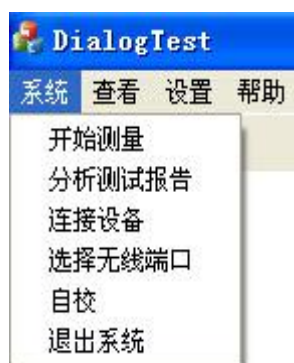 DialogTest
系统 查看 设置 帮助
开始测量
分析测试报告
连接设备
选择无线端口
自校
退出系统